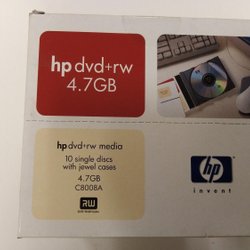 hp dvd+rw
4.7GB
hp dvd+rw media
10 single discs
with jewel cases
4.7GB
C8008A
RW
hp
invent